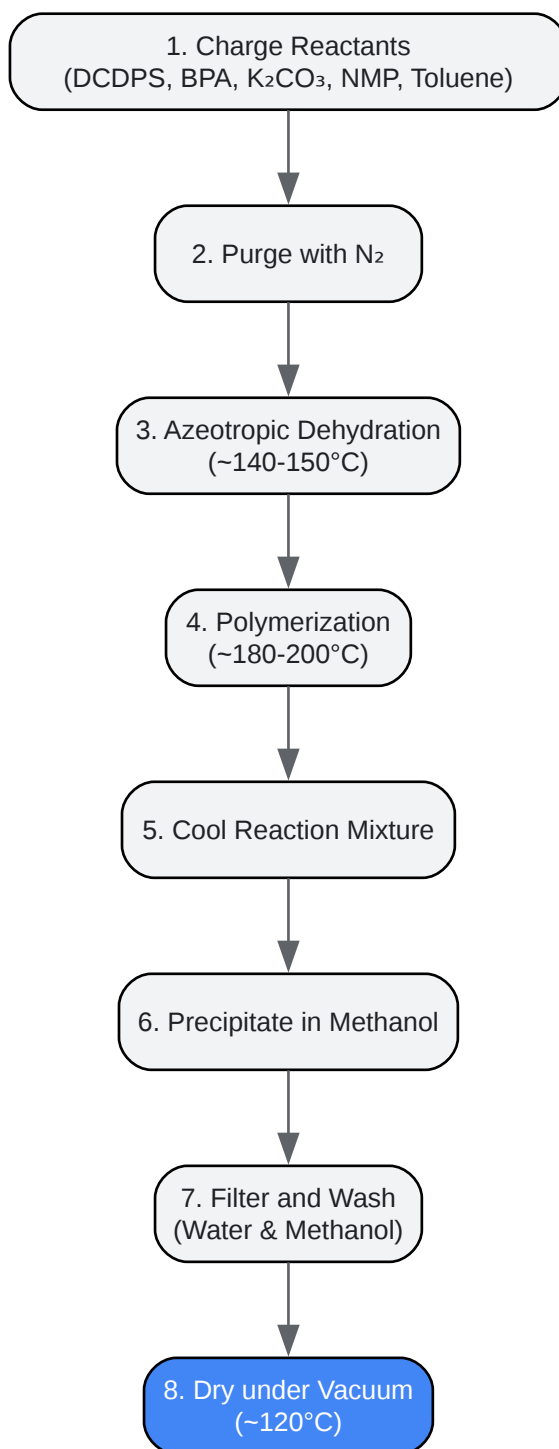 1. Charge Reactants
(DCDPS, BPA, K₂CO₃, NMP, Toluene)
2. Purge with N₂
3. Azeotropic Dehydration
(~140-150°C)
4. Polymerization
(~180-200°C)
5. Cool Reaction Mixture
6. Precipitate in Methanol
7. Filter and Wash
(Water & Methanol)
8. Dry under Vacuum
(~120°C)